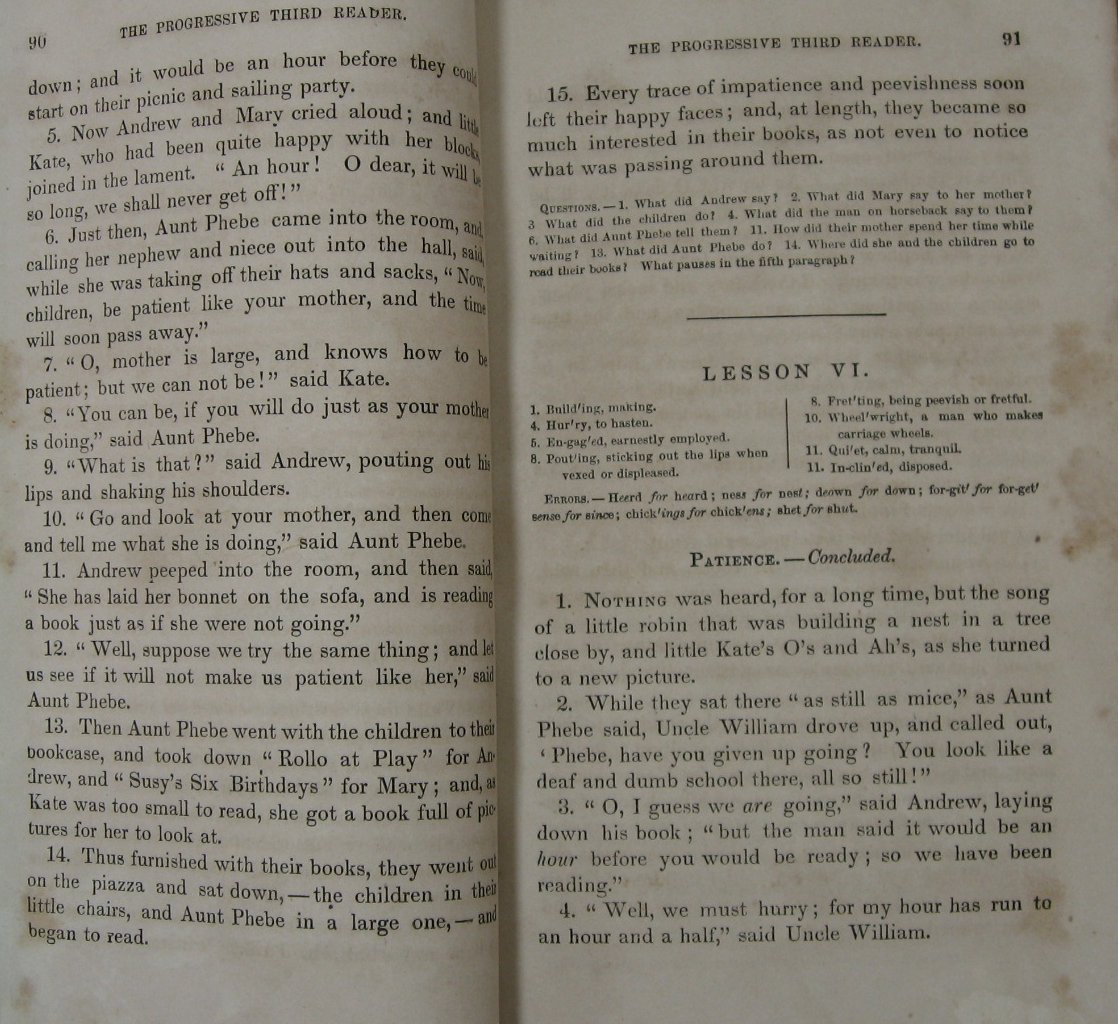 90 THE PROGRESSIVE THIRD READER.
down; and it would be an hour before they could
start on their picnic and sailing party.
5. Now Andrew and Mary cried aloud; and little
Kate, who had been quite happy with her blocks,
joined in the lament. “An hour! O dear, it will be
so long, we shall never get off!”
6. Just then, Aunt Phebe came into the room, and,
calling her nephew and niece out into the hall, said,
while she was taking off their hats and sacks, “Now,
children, be patient like your mother, and the time
will soon pass away.”
7. “O, mother is large, and knows how to be
patient; but we can not be!” said Kate.
8. “You can be, if you will do just as your mother
is doing,” said Aunt Phebe.
9. “What is that?” said Andrew, pouting out his
lips and shaking his shoulders.
10. “Go and look at your mother, and then come
and tell me what she is doing,” said Aunt Phebe.
11. Andrew peeped into the room, and then said,
“She has laid her bonnet on the sofa, and is reading
a book just as if she were not going.”
12. “Well, suppose we try the same thing; and let
us see if it will not make us patient like her,” said
Aunt Phebe.
13. Then Aunt Phebe went with the children to their
bookcase, and took down “Rollo at Play” for An-
drew, and “Susy’s Six Birthdays” for Mary; and, as
Kate was too small to read, she got a book full of pic-
tures for her to look at.
14. Thus furnished with their books, they went out
on the piazza and sat down,—the children in their
little chairs, and Aunt Phebe in a large one,—and
began to read.
THE PROGRESSIVE THIRD READER. 91
15. Every trace of impatience and peevishness soon
left their happy faces; and, at length, they became so
much interested in their books, as not even to notice
what was passing around them.
QUESTIONS.—1. What did Andrew say? 2. What did Mary say to her mother?
3 What did the children do? 4. What did the man on horseback say to them?
6. What did Aunt Phebe tell them? 11. How did their mother spend her time while
waiting? 13. What did Aunt Phebe do? 14. Where did she and the children go to
read their books? What pauses in the fifth paragraph?
LESSON VI.
1. Build'ing, making.
4. Hur'ry, to hasten.
5. En-gag'ed, earnestly employed.
8. Pout'ing, sticking out the lips when
vexed or displeased.
8. Fret'ting, being peevish or fretful.
10. Wheel'wright, a man who makes
carriage wheels.
11. Qui'et, calm, tranquil.
11. In-clin'ed, disposed.
ERRORS.—Heerd for heard; ness for nest; deown for down; for-git' for for-get'
sense for since; chick'ings for chick'ens; shet for shut.
PATIENCE.—Concluded.
1. NOTHING was heard, for a long time, but the song
of a little robin that was building a nest in a tree
close by, and little Kate’s O’s and Ah’s, as she turned
to a new picture.
2. While they sat there “as still as mice,” as Aunt
Phebe said, Uncle William drove up, and called out,
‘Phebe, have you given up going? You look like a
deaf and dumb school there, all so still!”
3. “O, I guess we are going,” said Andrew, laying
down his book; “but the man said it would be an
hour before you would be ready; so we have been
reading.”
4. “Well, we must hurry; for my hour has run to
an hour and a half,” said Uncle William.